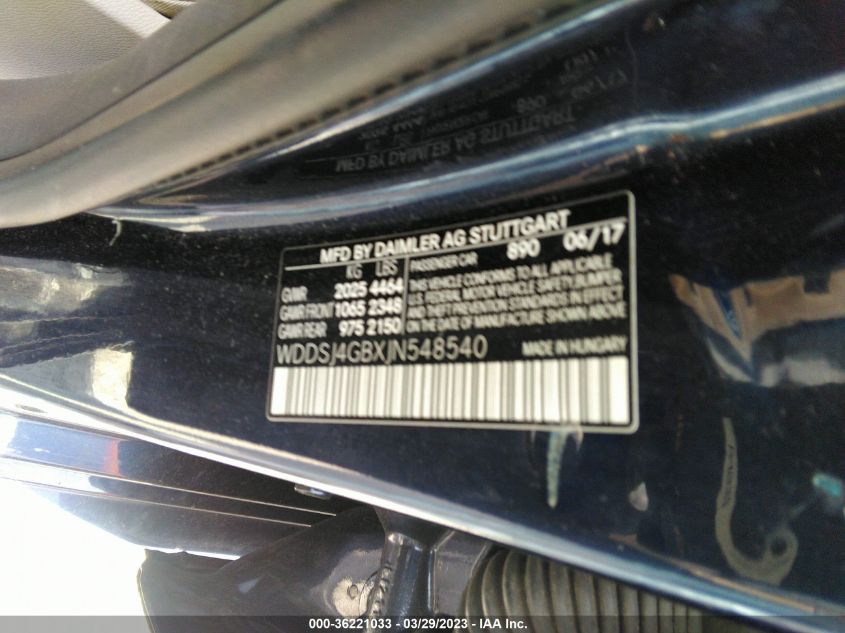 MFD BY DAIMLER AG STUTTGART
KG LBS PASSENGER CAR 890 06/17
GVWR 2025 4464 THIS VEHICLE CONFORMS TO ALL APPLICABLE
GAWR FRONT 1065 2348 U.S. FEDERAL MOTOR VEHICLE SAFETY, BUMPER
GAWR REAR 975 2150 AND THEFT PREVENTION STANDARDS IN EFFECT
ON THE DATE OF MANUFACTURE SHOWN ABOVE.
WDDSJ4GBXJN548540 MADE IN HUNGARY
000-36221033 / 03/29/2023 - IAA Inc.